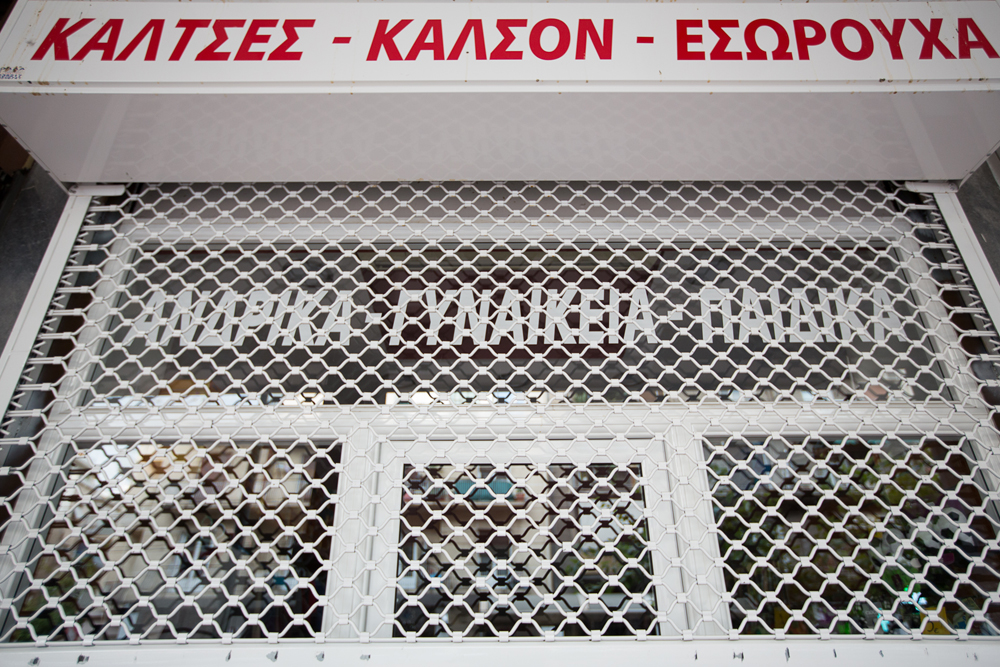 ΚΑΛΤΣΕΣ - ΚΑΛΣΟΝ - ΕΣΩΡΟΥΧΑ
ΑΝΔΡΙΚΑ - ΓΥΝΑΙΚΕΙΑ - ΠΑΙΔΙΚΑ